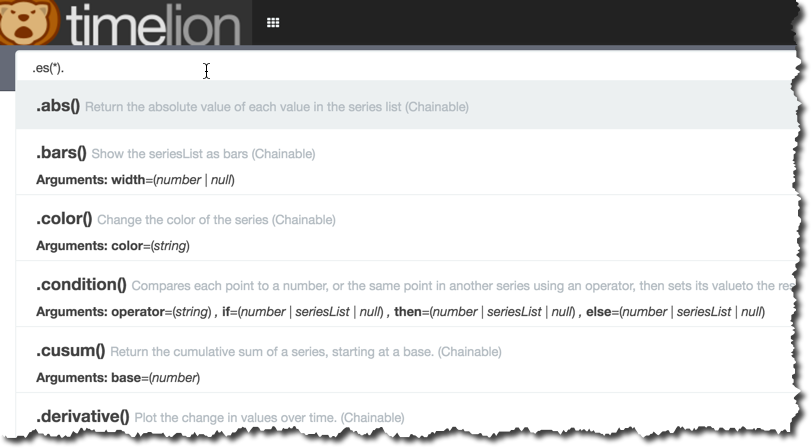 timelion
.es(*).
.abs() Return the absolute value of each value in the series list (Chainable)
.bars() Show the seriesList as bars (Chainable)
Arguments: width=(number | null)
.color() Change the color of the series (Chainable)
Arguments: color=(string)
.condition() Compares each point to a number, or the same point in another series using an operator, then sets its valueto the res
Arguments: operator=(string) , if=(number | seriesList | null) , then=(number | seriesList | null) , else=(number | seriesList | null)
.cusum() Return the cumulative sum of a series, starting at a base. (Chainable)
Arguments: base=(number)
.derivative() Plot the change in values over time. (Chainable)